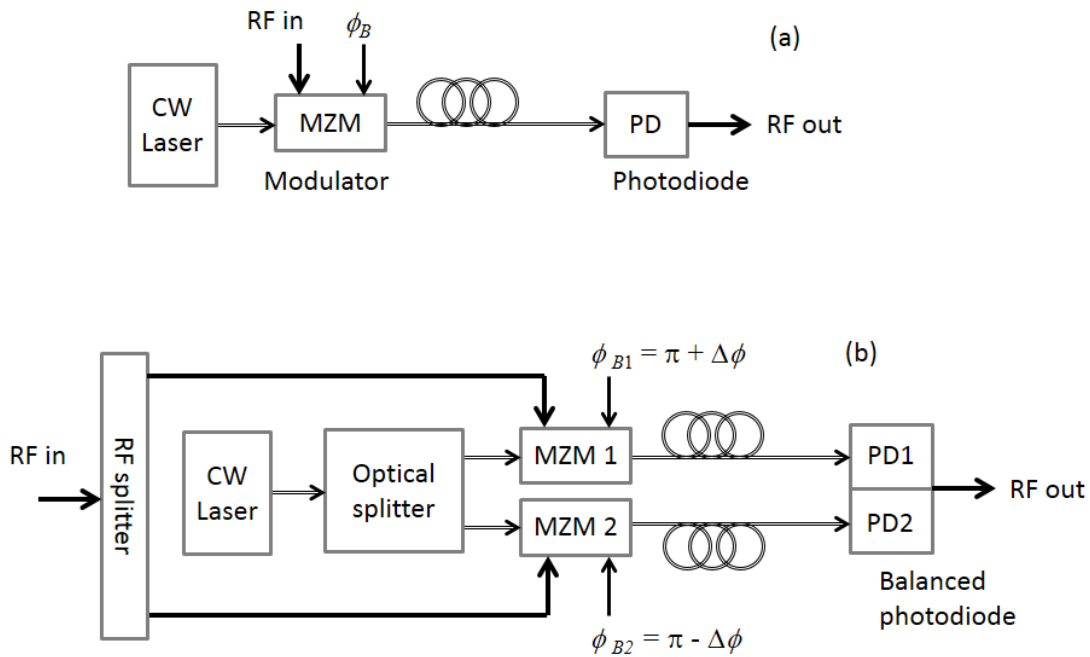 RF in
ϕB
(a)
CW
Laser
MZM
PD
RF out
Modulator
Photodiode
ϕB1 = π + Δϕ
(b)
RF in
RF splitter
CW
Laser
Optical
splitter
MZM 1
MZM 2
PD1
PD2
RF out
Balanced
photodiode
ϕB2 = π - Δϕ